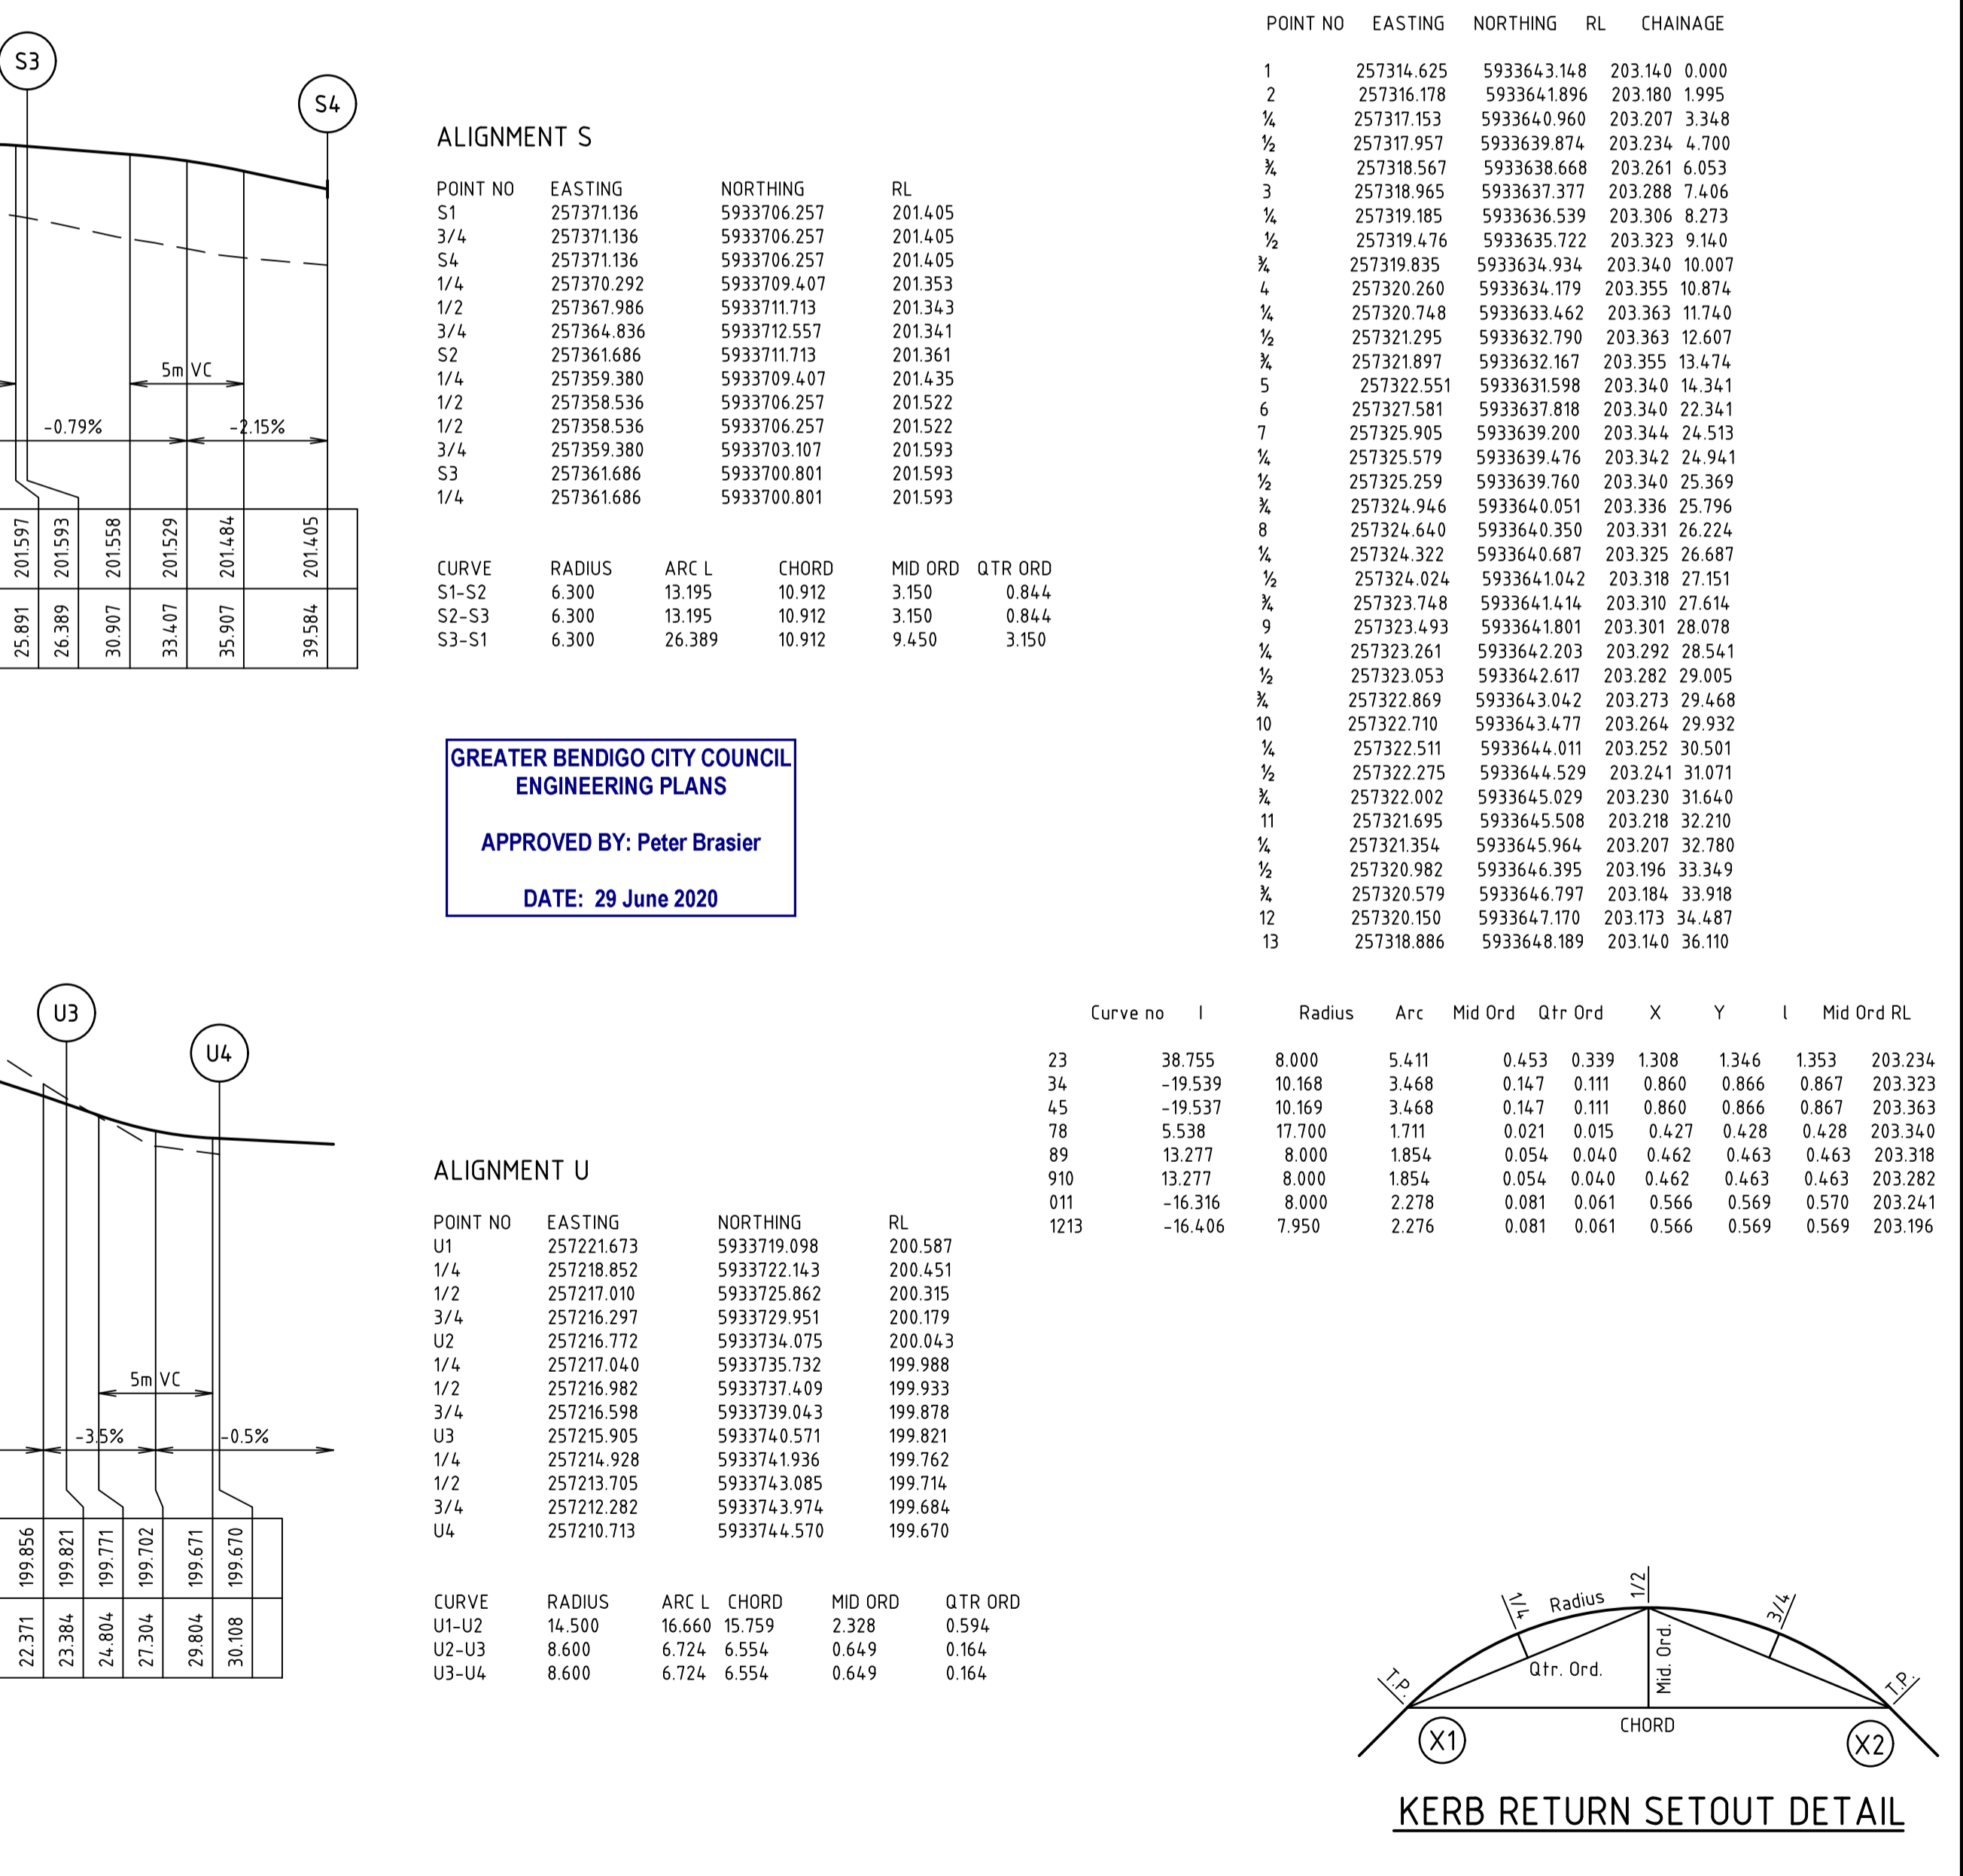 S3
S4
5m VC
-0.79%
-2.15%
201.597 201.593 201.558 201.529 201.484 201.405
25.891 26.389 30.907 33.407 35.907 39.584
ALIGNMENT S
POINT NO EASTING NORTHING RL
S1 257371.136 5933706.257 201.405
3/4 257371.136 5933706.257 201.405
S4 257371.136 5933706.257 201.405
1/4 257370.292 5933709.407 201.353
1/2 257367.986 5933711.713 201.343
3/4 257364.836 5933712.557 201.341
S2 257361.686 5933711.713 201.361
1/4 257359.380 5933709.407 201.435
1/2 257358.536 5933706.257 201.522
1/2 257358.536 5933706.257 201.522
3/4 257359.380 5933703.107 201.593
S3 257361.686 5933700.801 201.593
1/4 257361.686 5933700.801 201.593
CURVE RADIUS ARC L CHORD MID ORD QTR ORD
S1-S2 6.300 13.195 10.912 3.150 0.844
S2-S3 6.300 13.195 10.912 3.150 0.844
S3-S1 6.300 26.389 10.912 9.450 3.150
GREATER BENDIGO CITY COUNCIL
ENGINEERING PLANS
APPROVED BY: Peter Brasier
DATE: 29 June 2020
POINT NO EASTING NORTHING RL CHAINAGE
1 257314.625 5933643.148 203.140 0.000
2 257316.178 5933641.896 203.180 1.995
¼ 257317.153 5933640.960 203.207 3.348
½ 257317.957 5933639.874 203.234 4.700
¾ 257318.567 5933638.668 203.261 6.053
3 257318.965 5933637.377 203.288 7.406
¼ 257319.185 5933636.539 203.306 8.273
½ 257319.476 5933635.722 203.323 9.140
¾ 257319.835 5933634.934 203.340 10.007
4 257320.260 5933634.179 203.355 10.874
¼ 257320.748 5933633.462 203.363 11.740
½ 257321.295 5933632.790 203.363 12.607
¾ 257321.897 5933632.167 203.355 13.474
5 257322.551 5933631.598 203.340 14.341
6 257327.581 5933637.818 203.340 22.341
7 257325.905 5933639.200 203.344 24.513
¼ 257325.579 5933639.476 203.342 24.941
½ 257325.259 5933639.760 203.340 25.369
¾ 257324.946 5933640.051 203.336 25.796
8 257324.640 5933640.350 203.331 26.224
¼ 257324.322 5933640.687 203.325 26.687
½ 257324.024 5933641.042 203.318 27.151
¾ 257323.748 5933641.414 203.310 27.614
9 257323.493 5933641.801 203.301 28.078
¼ 257323.261 5933642.203 203.292 28.541
½ 257323.053 5933642.617 203.282 29.005
¾ 257322.869 5933643.042 203.273 29.468
10 257322.710 5933643.477 203.264 29.932
¼ 257322.511 5933644.011 203.252 30.501
½ 257322.275 5933644.529 203.241 31.071
¾ 257322.002 5933645.029 203.230 31.640
11 257321.695 5933645.508 203.218 32.210
¼ 257321.354 5933645.964 203.207 32.780
½ 257320.982 5933646.395 203.196 33.349
¾ 257320.579 5933646.797 203.184 33.918
12 257320.150 5933647.170 203.173 34.487
13 257318.886 5933648.189 203.140 36.110
Curve no I Radius Arc Mid Ord Qtr Ord X Y l Mid Ord RL
23 38.755 8.000 5.411 0.453 0.339 1.308 1.346 1.353 203.234
34 -19.539 10.168 3.468 0.147 0.111 0.860 0.866 0.867 203.323
45 -19.537 10.169 3.468 0.147 0.111 0.860 0.866 0.867 203.363
78 5.538 17.700 1.711 0.021 0.015 0.427 0.428 0.428 203.340
89 13.277 8.000 1.854 0.054 0.040 0.462 0.463 0.463 203.318
910 13.277 8.000 1.854 0.054 0.040 0.462 0.463 0.463 203.282
011 -16.316 8.000 2.278 0.081 0.061 0.566 0.569 0.570 203.241
1213 -16.406 7.950 2.276 0.081 0.061 0.566 0.569 0.569 203.196
U3
U4
5m VC
-3.5%
-0.5%
199.856 199.821 199.771 199.702 199.671 199.670
22.371 23.384 24.804 27.304 29.804 30.108
ALIGNMENT U
POINT NO EASTING NORTHING RL
U1 257221.673 5933719.098 200.587
1/4 257218.852 5933722.143 200.451
1/2 257217.010 5933725.862 200.315
3/4 257216.297 5933729.951 200.179
U2 257216.772 5933734.075 200.043
1/4 257217.040 5933735.732 199.988
1/2 257216.982 5933737.409 199.933
3/4 257216.598 5933739.043 199.878
U3 257215.905 5933740.571 199.821
1/4 257214.928 5933741.936 199.762
1/2 257213.705 5933743.085 199.714
3/4 257212.282 5933743.974 199.684
U4 257210.713 5933744.570 199.670
CURVE RADIUS ARC L CHORD MID ORD QTR ORD
U1-U2 14.500 16.660 15.759 2.328 0.594
U2-U3 8.600 6.724 6.554 0.649 0.164
U3-U4 8.600 6.724 6.554 0.649 0.164
1/4
Radius
1/2
3/4
Qtr. Ord.
Mid. Ord.
T.P.
T.P.
CHORD
X1
X2
KERB RETURN SETOUT DETAIL